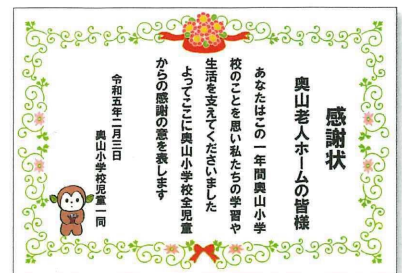 感謝状
奥山老人ホームの皆様
あなたはこの一年間奥山小学
校のことを思い私たちの学習や
生活を支えてくださいました
よってここに奥山小学校全児童
からの感謝の意を表します
令和五年二月三日
奥山小学校児童一同